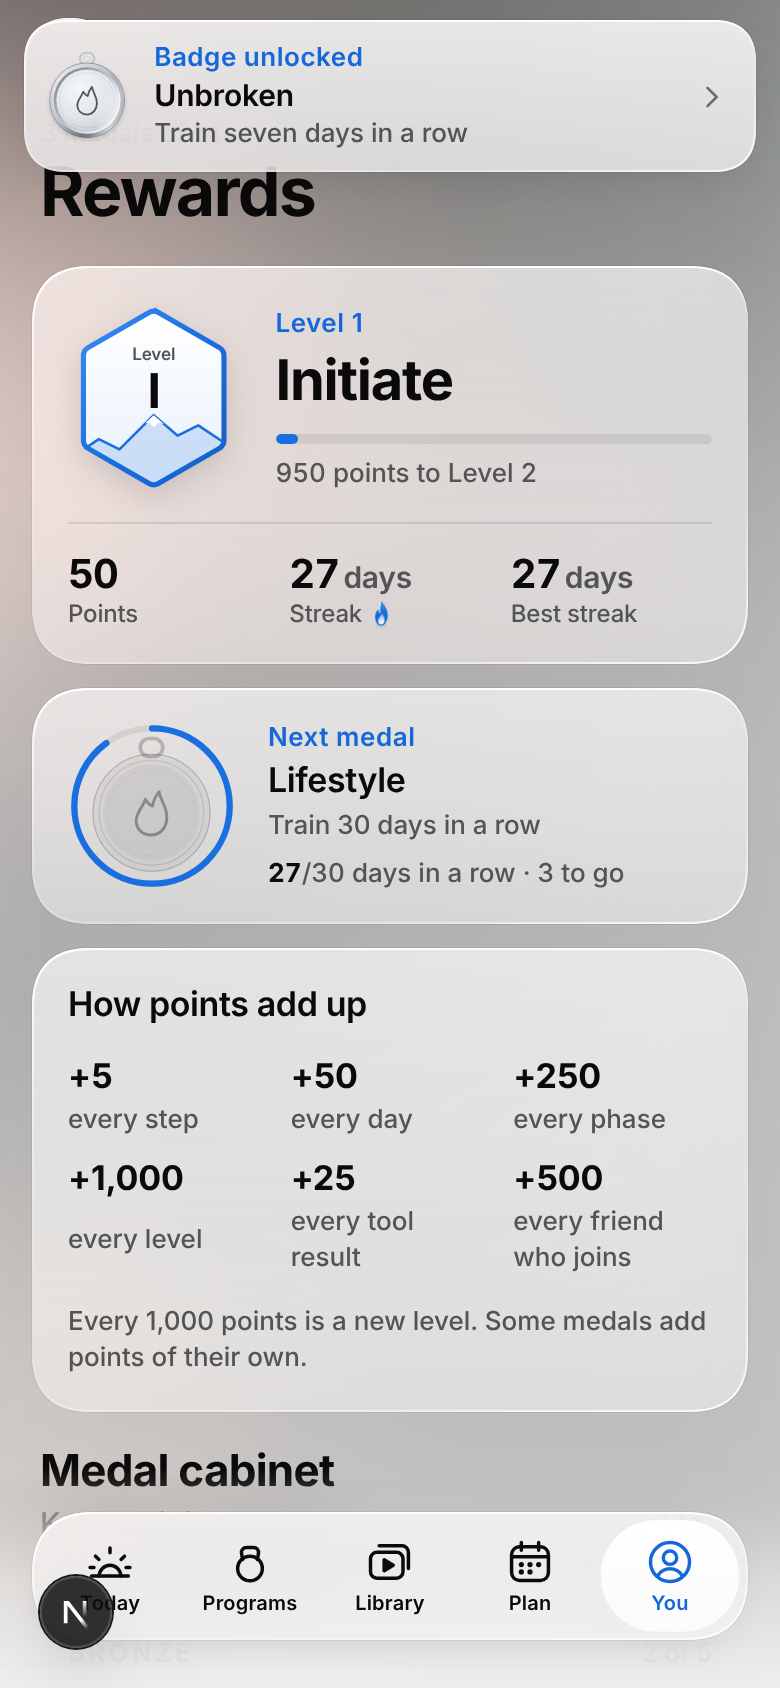 Badge unlocked
Unbroken
Train seven days in a row
Rewards
Level
I
Level 1
Initiate
950 points to Level 2
50
Points
27 days
Streak
27 days
Best streak
Next medal
Lifestyle
Train 30 days in a row
27/30 days in a row · 3 to go
How points add up
+5
every step
+50
every day
+250
every phase
+1,000
every level
+25
every tool
result
+500
every friend
who joins
Every 1,000 points is a new level. Some medals add
points of their own.
Medal cabinet
Today
Programs
Library
Plan
You
N
BRONZE
2 of 5